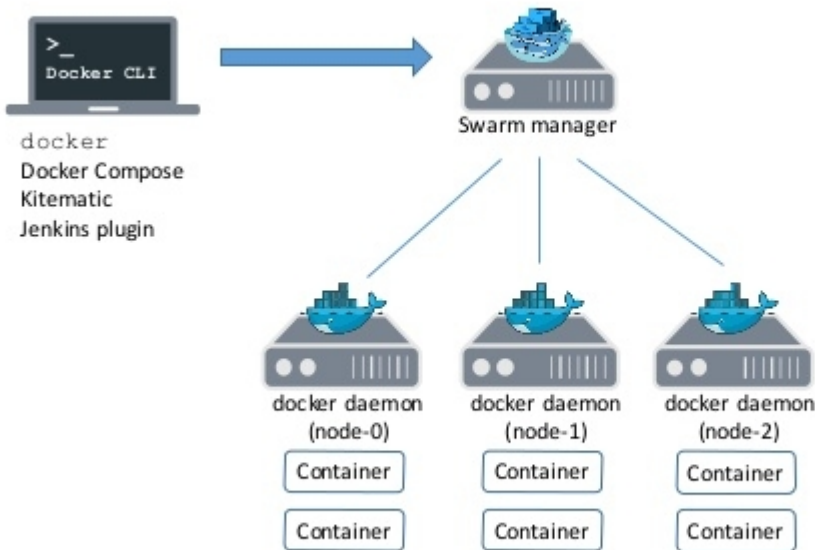 >_
Docker CLI
docker
Docker Compose
Kitematic
Jenkins plugin
Swarm manager
docker daemon
(node-0)
Container
Container
docker daemon
(node-1)
Container
Container
docker daemon
(node-2)
Container
Container